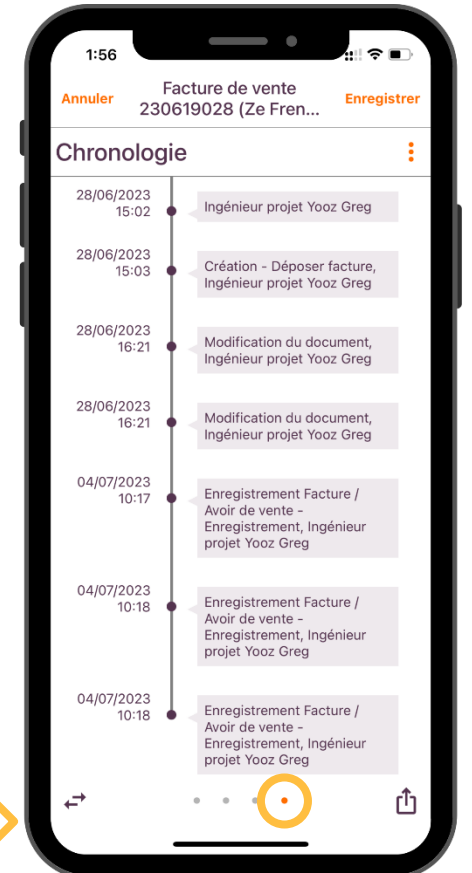 1:56
Annuler
Facture de vente
230619028 (Ze Fren...
Enregistrer
Chronologie
28/06/2023
15:02
Ingénieur projet Yooz Greg
28/06/2023
15:03
Création - Déposer facture,
Ingénieur projet Yooz Greg
28/06/2023
16:21
Modification du document,
Ingénieur projet Yooz Greg
28/06/2023
16:21
Modification du document,
Ingénieur projet Yooz Greg
04/07/2023
10:17
Enregistrement Facture /
Avoir de vente -
Enregistrement, Ingénieur
projet Yooz Greg
04/07/2023
10:18
Enregistrement Facture /
Avoir de vente -
Enregistrement, Ingénieur
projet Yooz Greg
04/07/2023
10:18
Enregistrement Facture /
Avoir de vente -
Enregistrement, Ingénieur
projet Yooz Greg